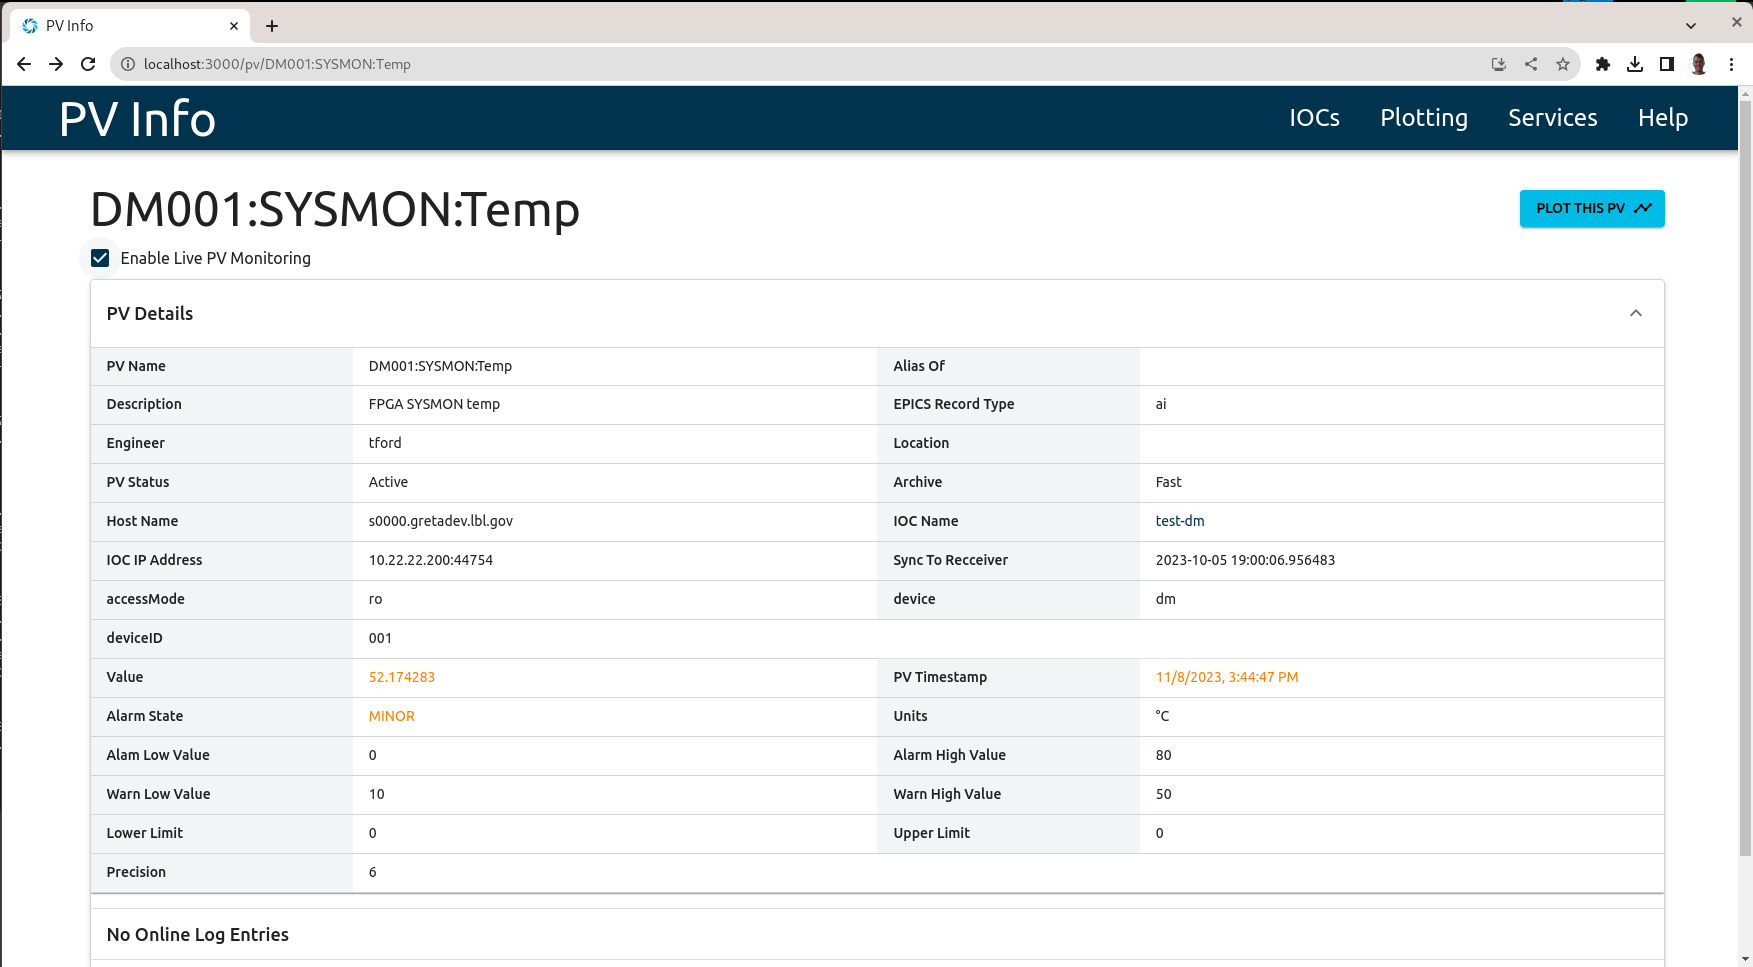 PV Info
localhost:3000/pv/DM001:SYSMON:Temp
PV Info IOCs Plotting Services Help
DM001:SYSMON:Temp PLOT THIS PV
Enable Live PV Monitoring
PV Details
PV Name DM001:SYSMON:Temp Alias Of
Description FPGA SYSMON temp EPICS Record Type ai
Engineer tford Location
PV Status Active Archive Fast
Host Name s0000.gretadev.lbl.gov IOC Name test-dm
IOC IP Address 10.22.22.200:44754 Sync To Recceiver 2023-10-05 19:00:06.956483
accessMode ro device dm
deviceID 001
Value 52.174283 PV Timestamp 11/8/2023, 3:44:47 PM
Alarm State MINOR Units °C
Alam Low Value 0 Alarm High Value 80
Warn Low Value 10 Warn High Value 50
Lower Limit 0 Upper Limit 0
Precision 6
No Online Log Entries